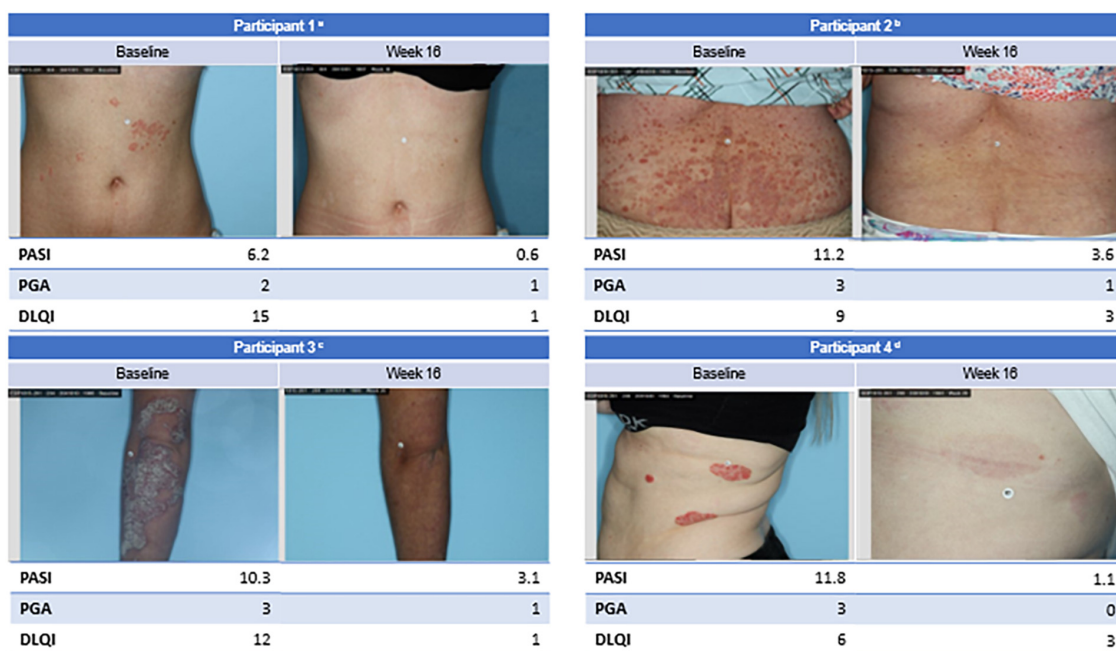 Participant 1 a
Baseline Week 16
PASI 6.2 0.6
PGA 2 1
DLQI 15 1
Participant 2 b
Baseline Week 16
PASI 11.2 3.6
PGA 3 1
DLQI 9 3
Participant 3 c
Baseline Week 16
PASI 10.3 3.1
PGA 3 1
DLQI 12 1
Participant 4 d
Baseline Week 16
PASI 11.8 1.1
PGA 3 0
DLQI 6 3